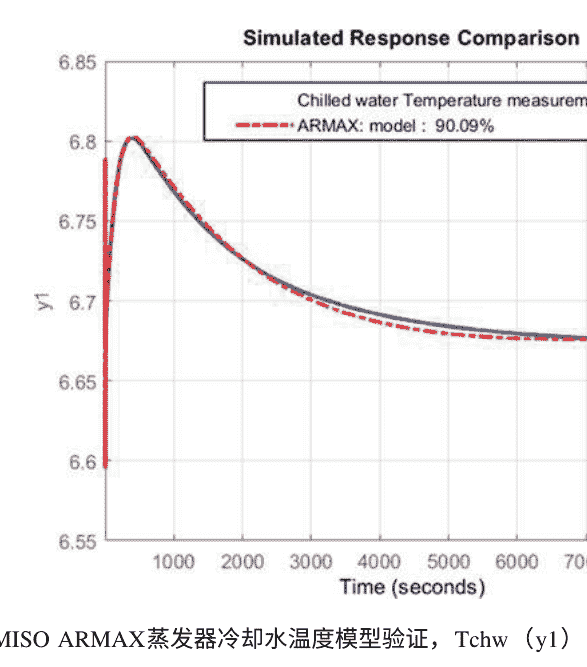 Simulated Response Comparison
6.85
Chilled water Temperature measurem
ARMAX: model : 90.09%
6.8
6.75
6.7
y1
6.65
6.6
6.55
1000 2000 3000 4000 5000 6000 70
Time (seconds)
MISO ARMAX蒸发器冷却水温度模型验证，Tchw（y1）